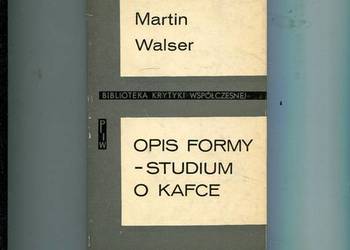 Martin
Walser
BIBLIOTEKA KRYTYKI WSPÓŁCZESNEJ
PIW
OPIS FORMY
-STUDIUM
O KAFCE